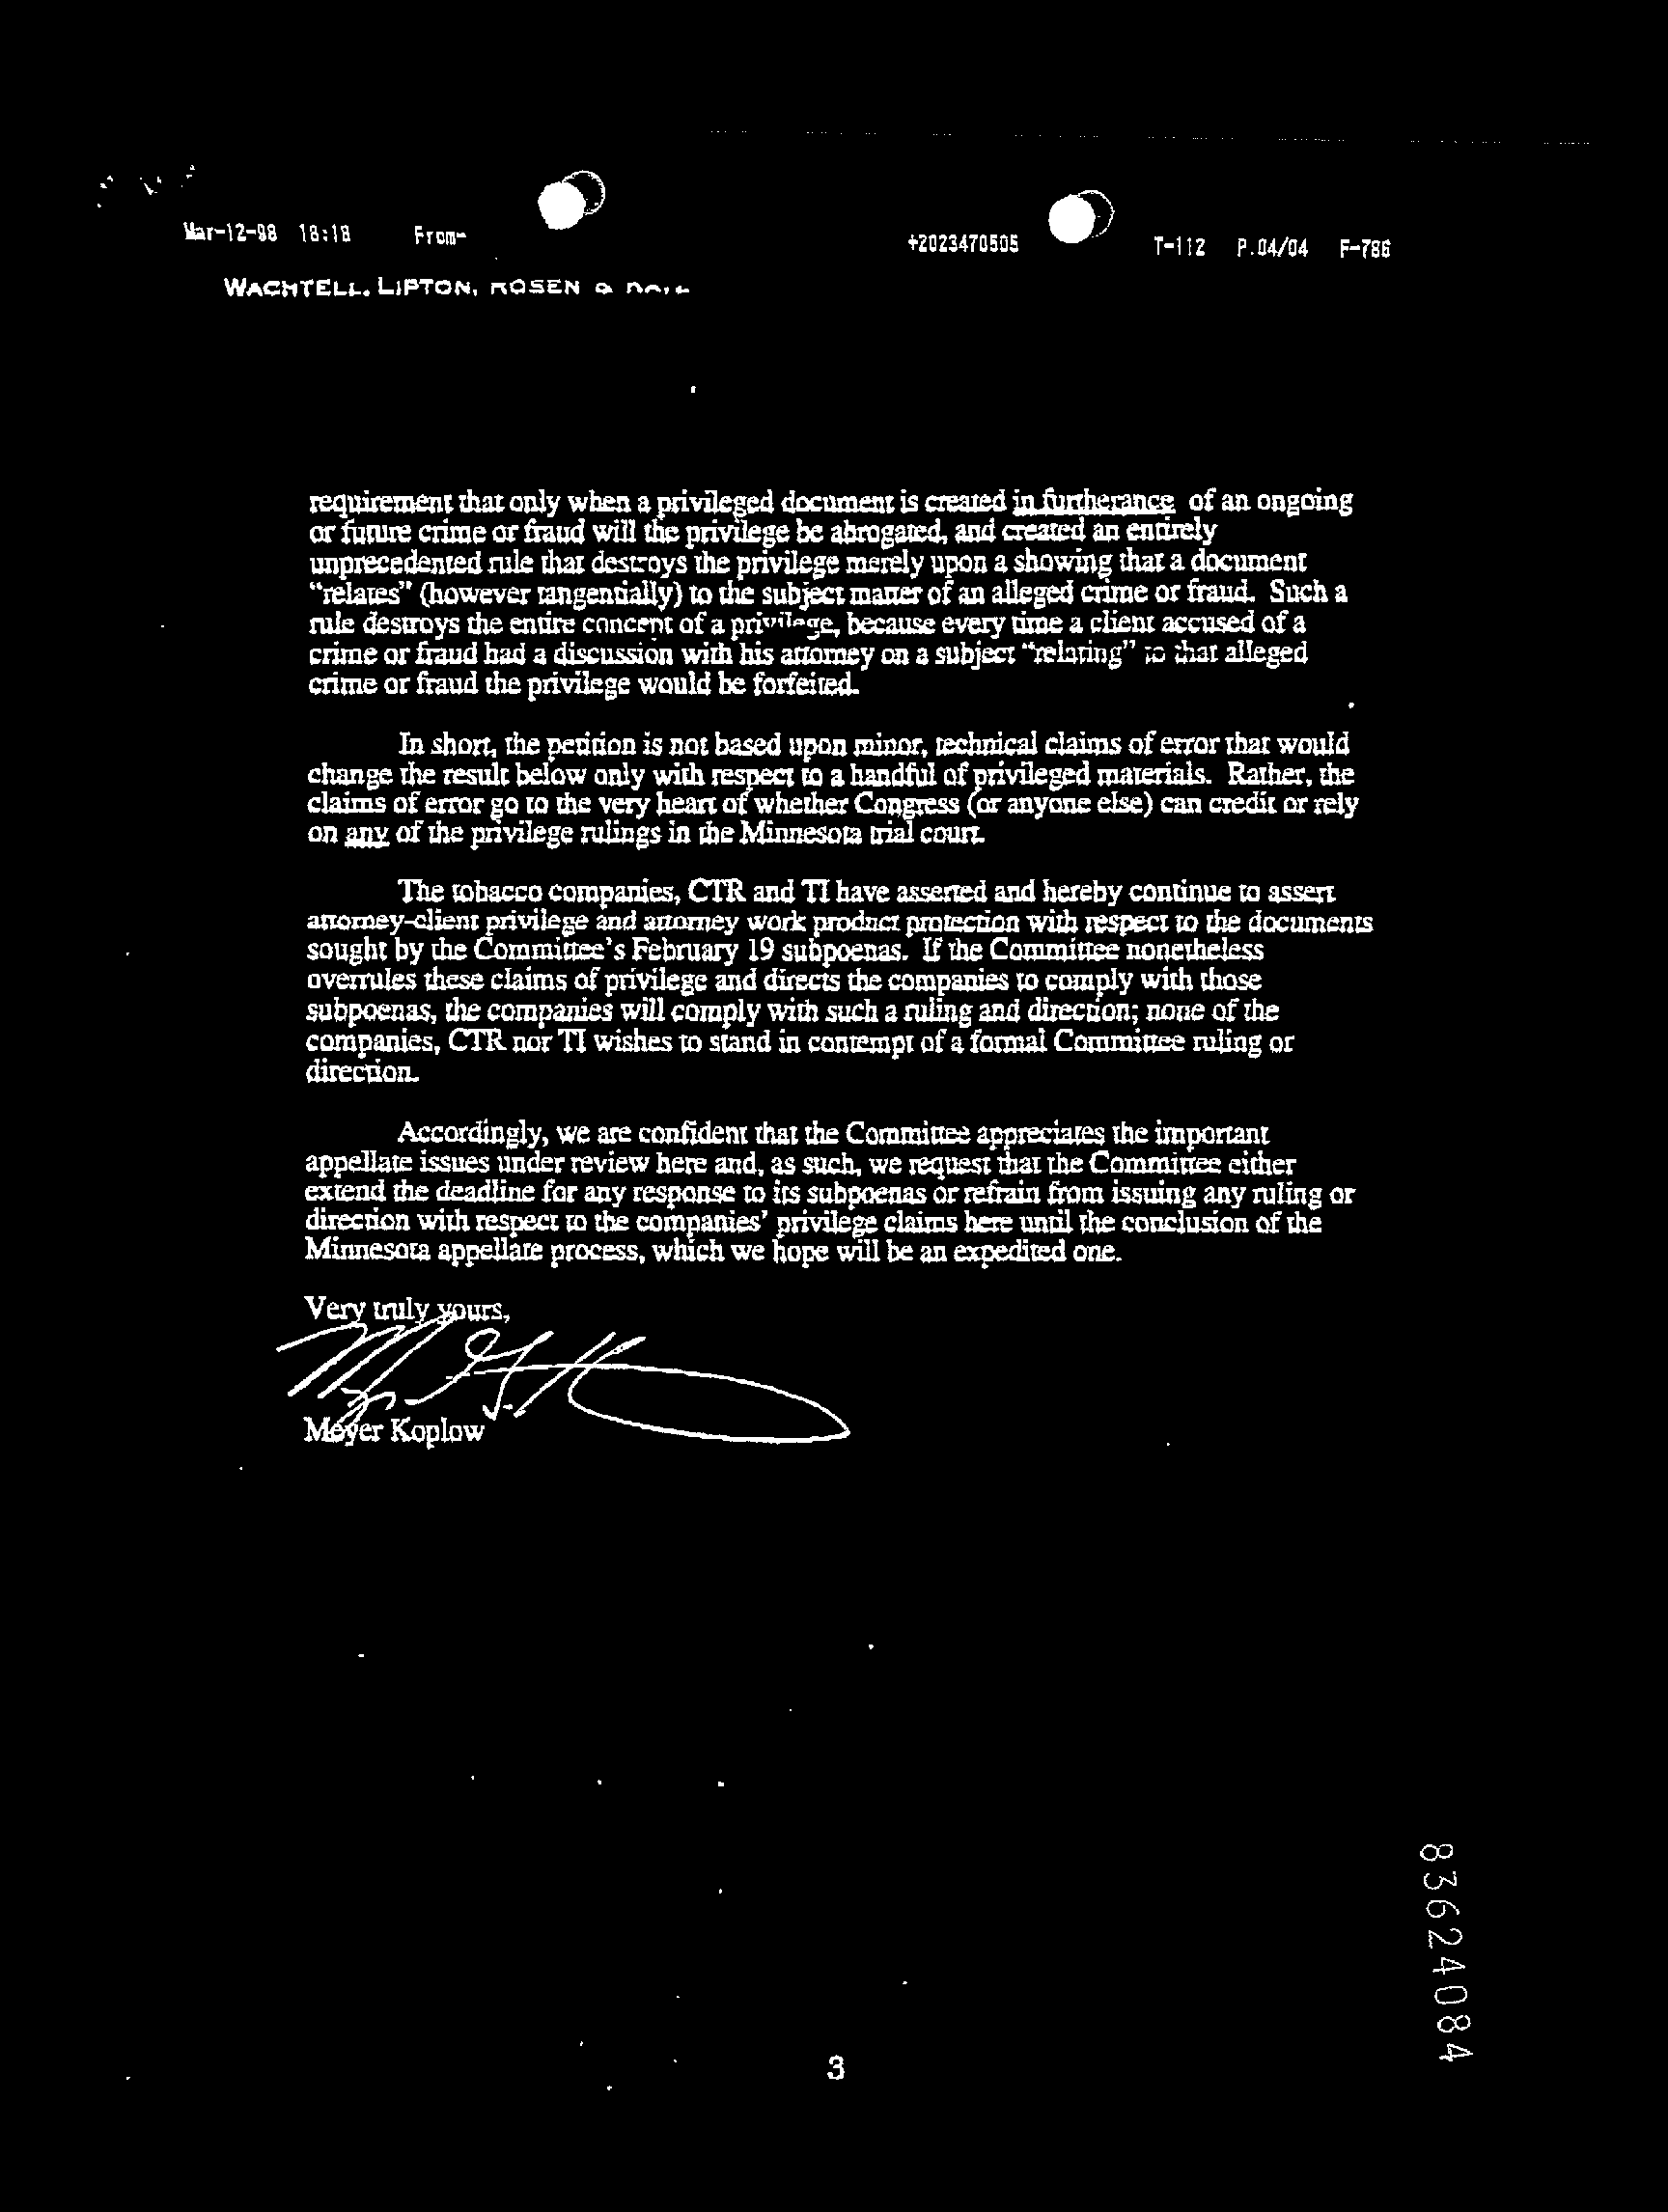 Mar-12-98 18:18 From- +2023470505 T-112 P.04/04 F-786
WACHTELL, LIPTON, ROSEN &
requirement that only when a privileged document is created in furtherance of an ongoing
or future crime or fraud will the privilege be abrogated, and created an entirely
unprecedented rule that destroys the privilege merely upon a showing that a document
"relates" (however tangentially) to the subject matter of an alleged crime or fraud. Such a
rule destroys the entire concept of a privilege, because every time a client accused of a
crime or fraud had a discussion with his attorney on a subject "relating" to that alleged
crime or fraud the privilege would be forfeited.
In short, the petition is not based upon minor, technical claims of error that would
change the result below only with respect to a handful of privileged materials. Rather, the
claims of error go to the very heart of whether Congress (or anyone else) can credit or rely
on any of the privilege rulings in the Minnesota trial court.
The tobacco companies, CTR and TI have asserted and hereby continue to assert
attorney-client privilege and attorney work product protection with respect to the documents
sought by the Committee's February 19 subpoenas. If the Committee nonetheless
overrules these claims of privilege and directs the companies to comply with those
subpoenas, the companies will comply with such a ruling and direction; none of the
companies, CTR nor TI wishes to stand in contempt of a formal Committee ruling or
direction.
Accordingly, we are confident that the Committee appreciates the important
appellate issues under review here and, as such, we request that the Committee either
extend the deadline for any response to its subpoenas or refrain from issuing any ruling or
direction with respect to the companies' privilege claims here until the conclusion of the
Minnesota appellate process, which we hope will be an expedited one.
Very truly yours,
Meyer Koplow
83624084
3